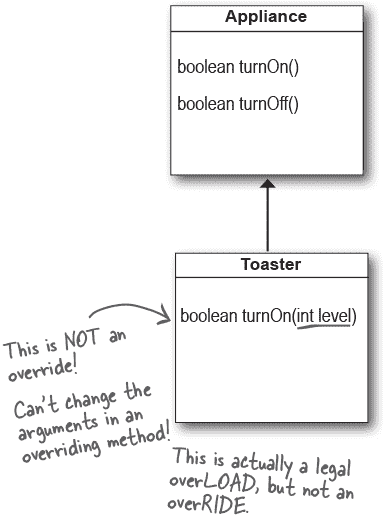 Appliance
boolean turnOn()
boolean turnOff()
Toaster
boolean turnOn(int level)
This is NOT an
override!
Can't change the
arguments in an
overriding method!
This is actually a legal
overLOAD, but not an
overRIDE.